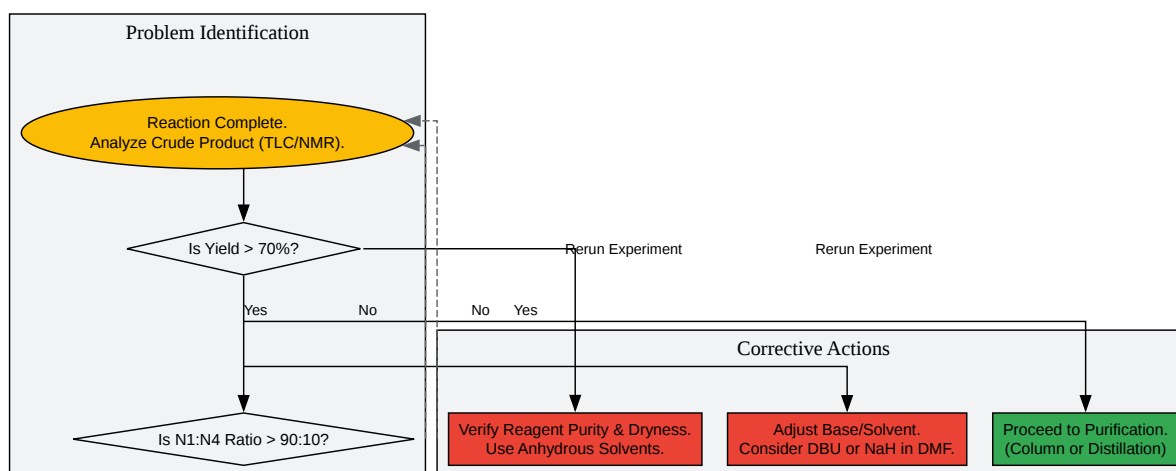 Problem Identification
Reaction Complete.
Analyze Crude Product (TLC/NMR).
Is Yield > 70%?
Rerun Experiment
Rerun Experiment
Yes
No
No
Yes
Corrective Actions
Is N1:N4 Ratio > 90:10?
Verify Reagent Purity & Dryness.
Use Anhydrous Solvents.
Adjust Base/Solvent.
Consider DBU or NaH in DMF.
Proceed to Purification.
(Column or Distillation)